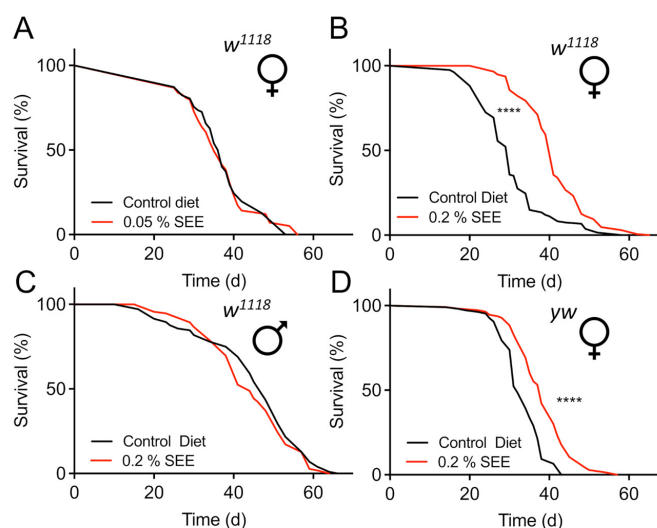 A
w1118
Survival (%)
100
50
0
Control diet
0.05 % SEE
0 20 40 60
Time (d)
B
w1118
Survival (%)
100
50
0
****
Control Diet
0.2 % SEE
0 20 40 60
Time (d)
C
w1118
Survival (%)
100
50
0
Control Diet
0.2 % SEE
0 20 40 60
Time (d)
D
yw
Survival (%)
100
50
0
****
Control Diet
0.2 % SEE
0 20 40 60
Time (d)